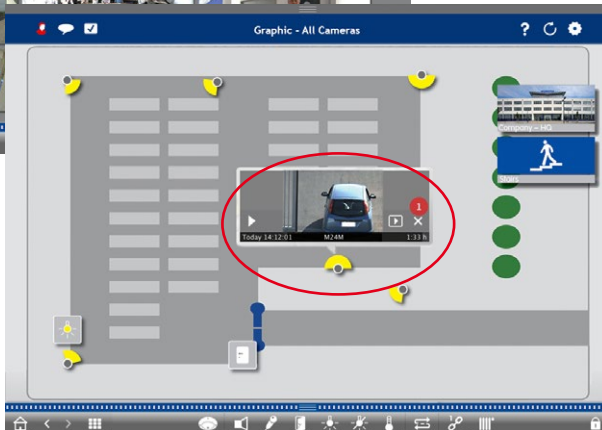 Graphic - All Cameras
?
Company - HQ
Stairs
1
Today 14:12:01 M24M 1:33 h